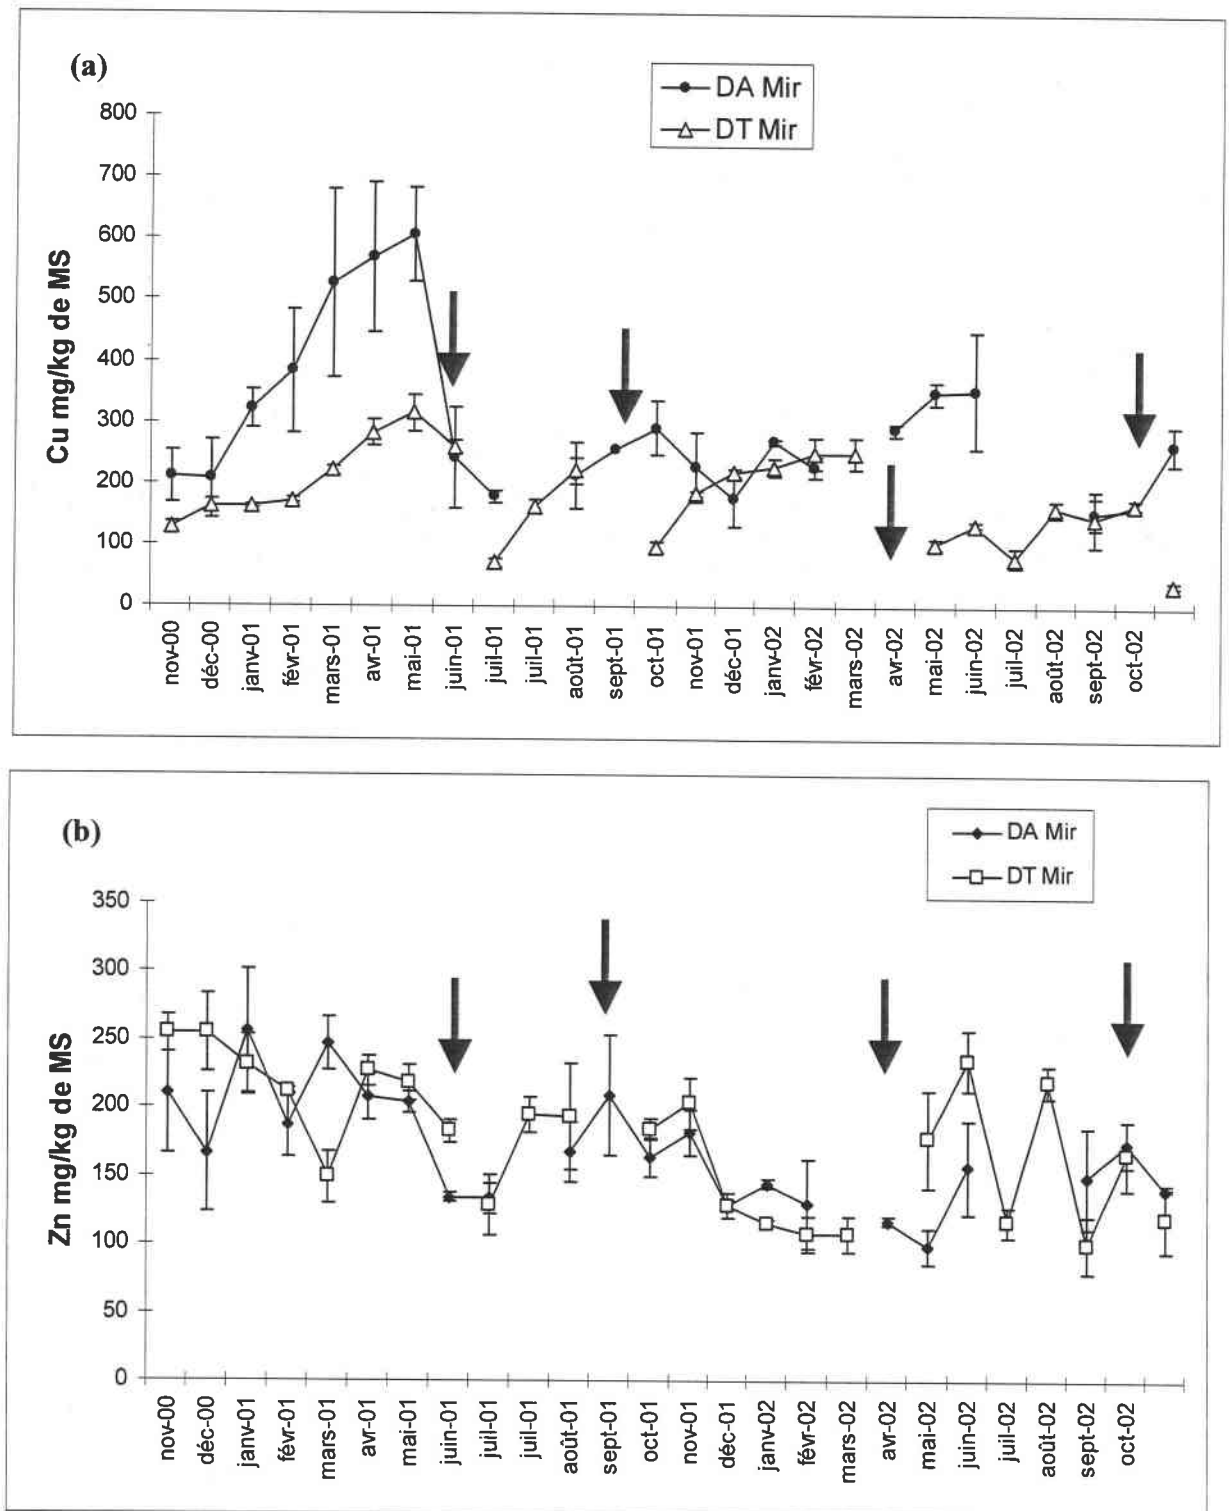 (a)
DA Mir
DT Mir
800
700
600
500
400
300
200
100
0
Cu mg/kg de MS
nov-00
déc-00
janv-01
févr-01
mars-01
avr-01
mai-01
juin-01
juil-01
juil-01
août-01
sept-01
oct-01
nov-01
déc-01
janv-02
févr-02
mars-02
avr-02
mai-02
juin-02
juil-02
août-02
sept-02
oct-02
(b)
DA Mir
DT Mir
350
300
250
200
150
100
50
0
Zn mg/kg de MS
nov-00
déc-00
janv-01
févr-01
mars-01
avr-01
mai-01
juin-01
juil-01
juil-01
août-01
sept-01
oct-01
nov-01
déc-01
janv-02
févr-02
mars-02
avr-02
mai-02
juin-02
juil-02
août-02
sept-02
oct-02